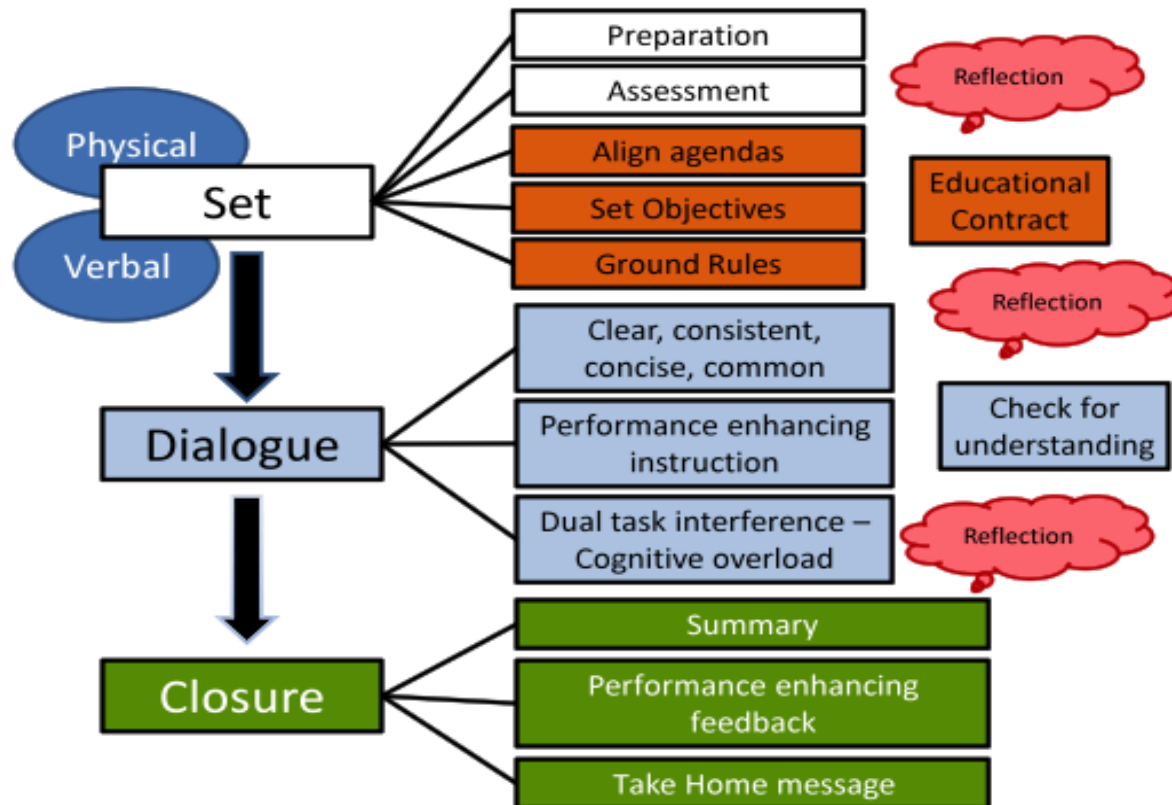 Preparation
Assessment
Reflection
Physical
Set
Verbal
Align agendas
Set Objectives
Ground Rules
Educational
Contract
Reflection
Clear, consistent,
concise, common
Dialogue
Performance enhancing
instruction
Check for
understanding
Dual task interference –
Cognitive overload
Reflection
Closure
Summary
Performance enhancing
feedback
Take Home message